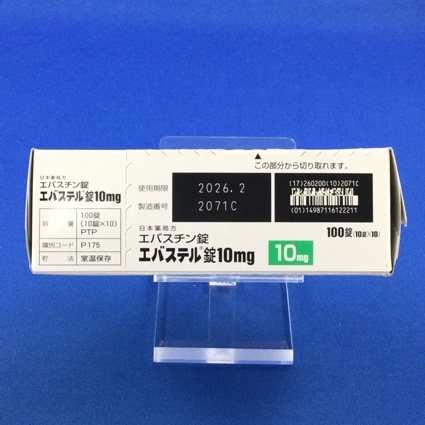 日本薬局方
エバスチン錠
エバステル®錠10mg
容量 100錠
(10錠×10)
PTP
識別コード P175
貯法 室温保存
▲
この部分から切り取れます。
使用期限 2026.2
製造番号 2071C
(17)260200(10)2071C
(01)14987116122211
日本薬局方
エバスチン錠
エバステル®錠10mg
10mg
100錠(10錠×10)